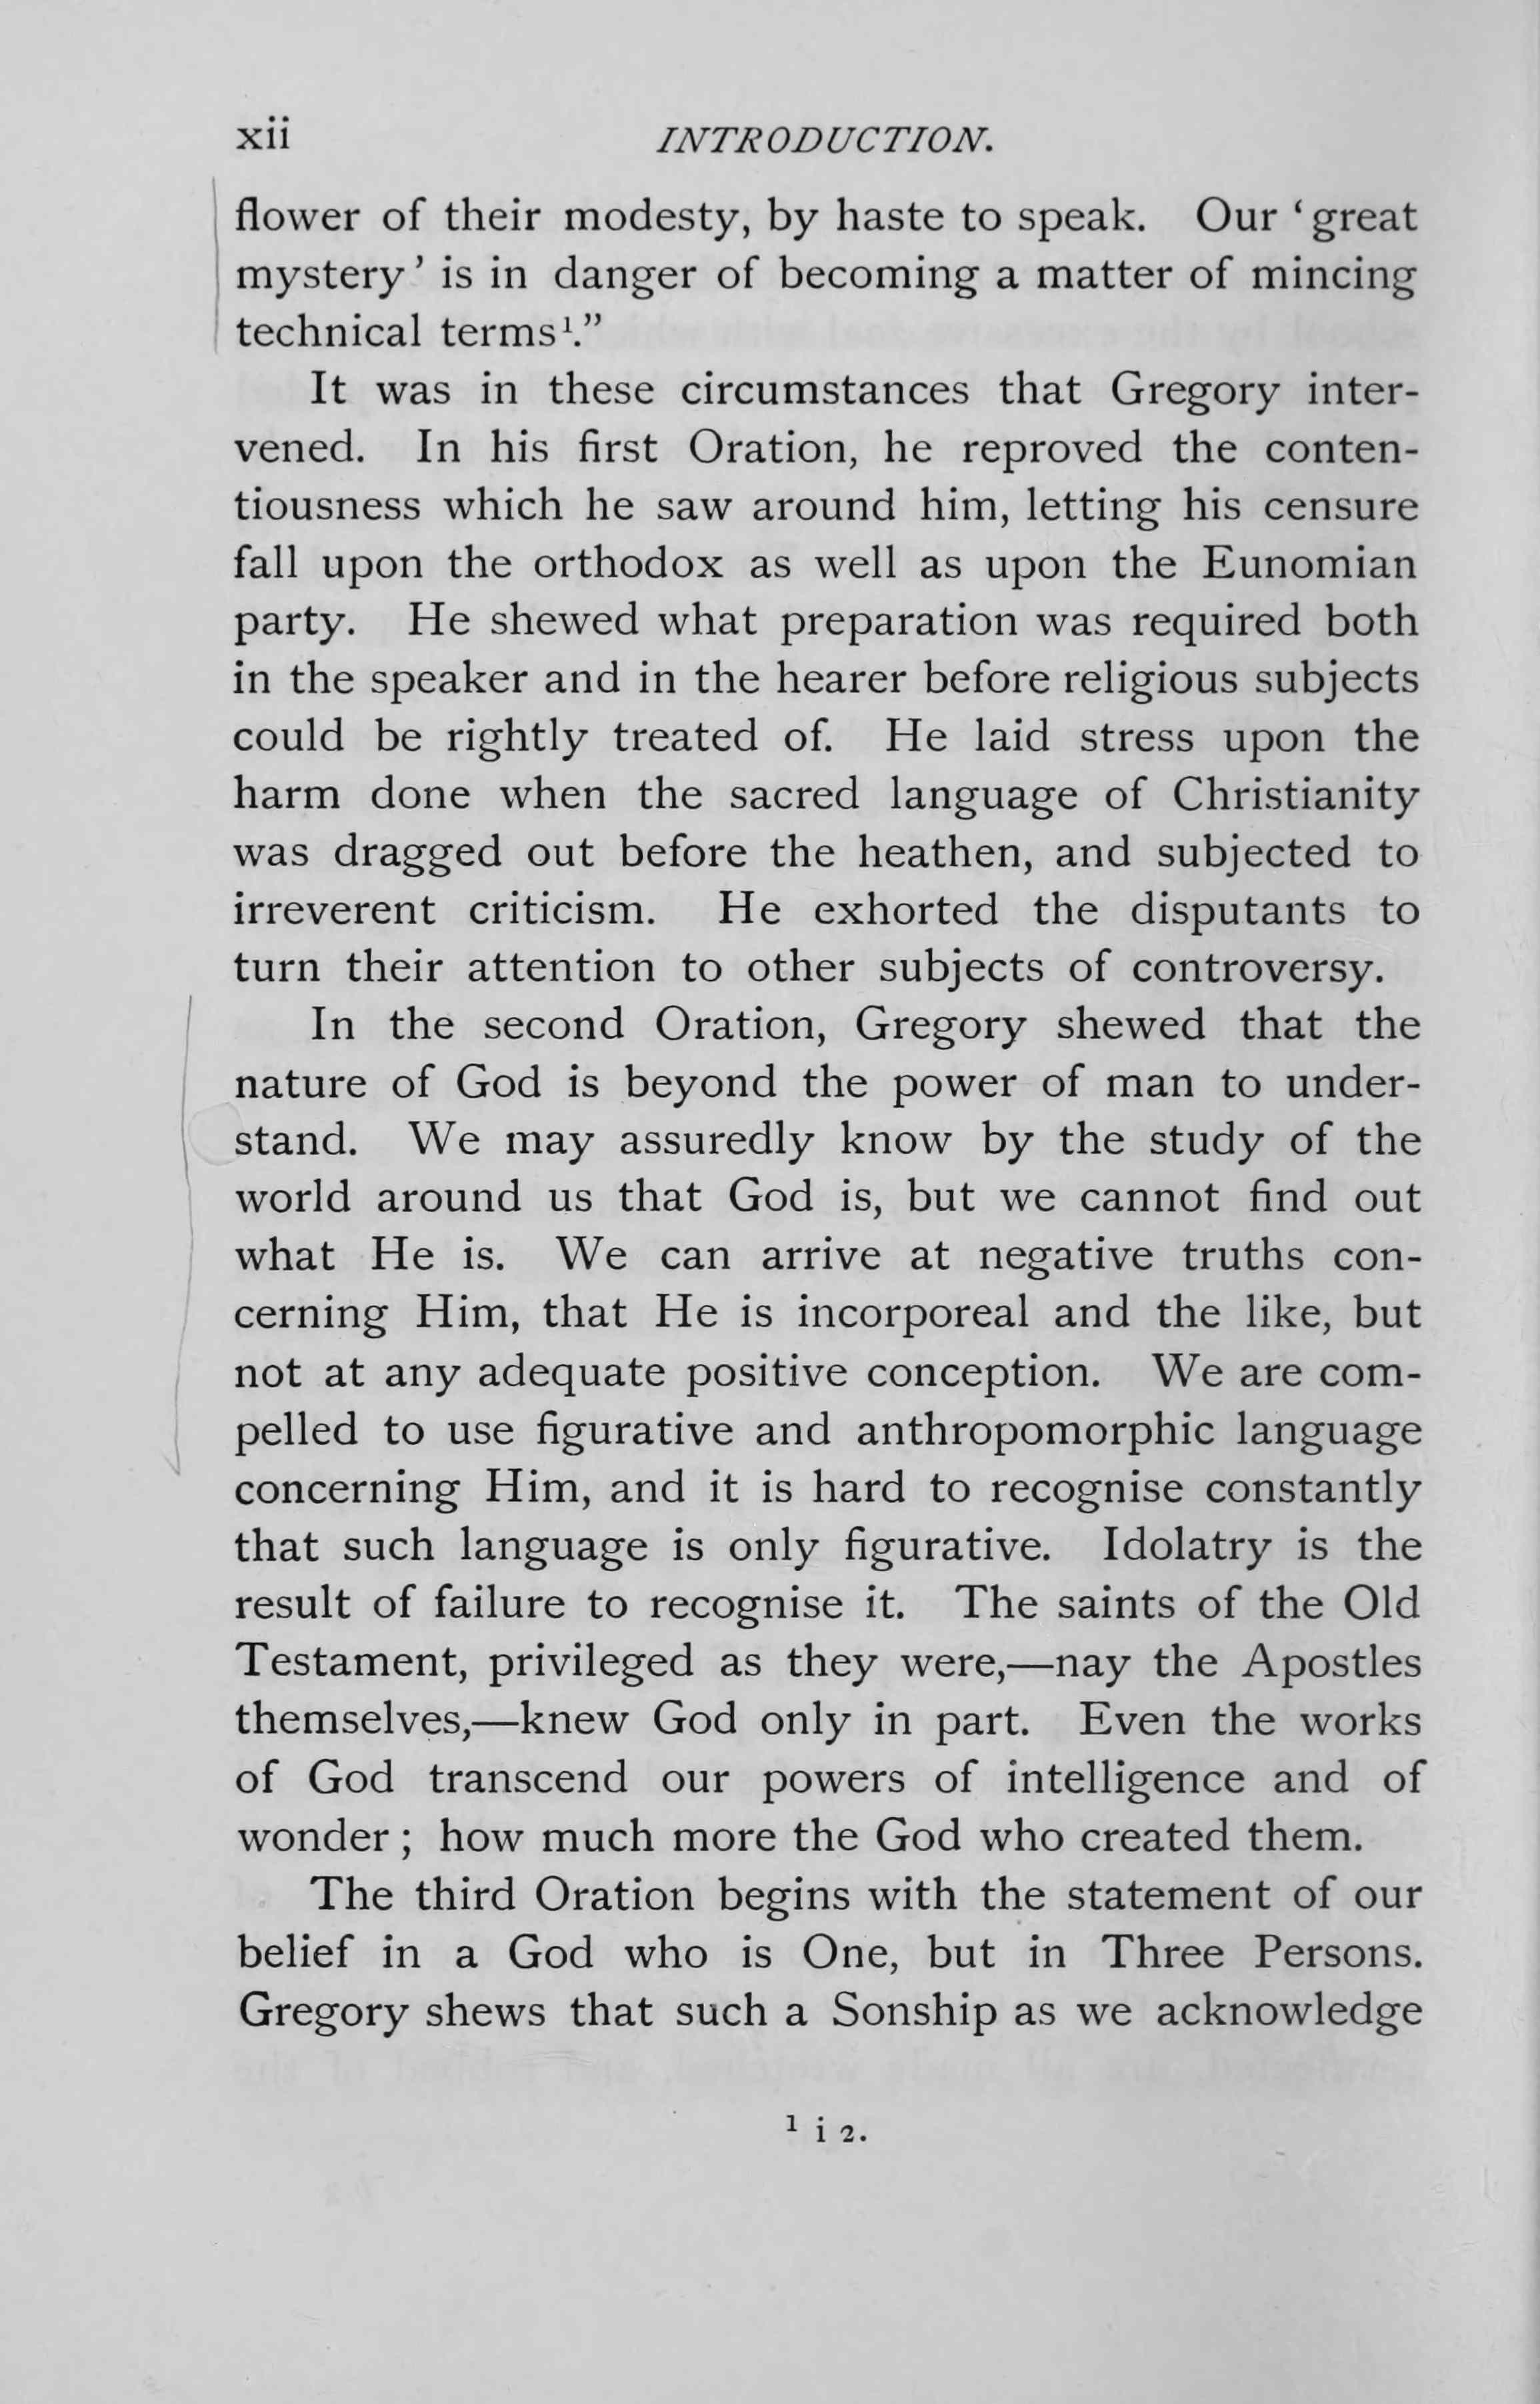 xii INTRODUCTION.
flower of their modesty, by haste to speak. Our ‘great
mystery’ is in danger of becoming a matter of mincing
technical terms¹.”
It was in these circumstances that Gregory inter-
vened. In his first Oration, he reproved the conten-
tiousness which he saw around him, letting his censure
fall upon the orthodox as well as upon the Eunomian
party. He shewed what preparation was required both
in the speaker and in the hearer before religious subjects
could be rightly treated of. He laid stress upon the
harm done when the sacred language of Christianity
was dragged out before the heathen, and subjected to
irreverent criticism. He exhorted the disputants to
turn their attention to other subjects of controversy.
In the second Oration, Gregory shewed that the
nature of God is beyond the power of man to under-
stand. We may assuredly know by the study of the
world around us that God is, but we cannot find out
what He is. We can arrive at negative truths con-
cerning Him, that He is incorporeal and the like, but
not at any adequate positive conception. We are com-
pelled to use figurative and anthropomorphic language
concerning Him, and it is hard to recognise constantly
that such language is only figurative. Idolatry is the
result of failure to recognise it. The saints of the Old
Testament, privileged as they were,—nay the Apostles
themselves,—knew God only in part. Even the works
of God transcend our powers of intelligence and of
wonder; how much more the God who created them.
The third Oration begins with the statement of our
belief in a God who is One, but in Three Persons.
Gregory shews that such a Sonship as we acknowledge
¹ i 2.